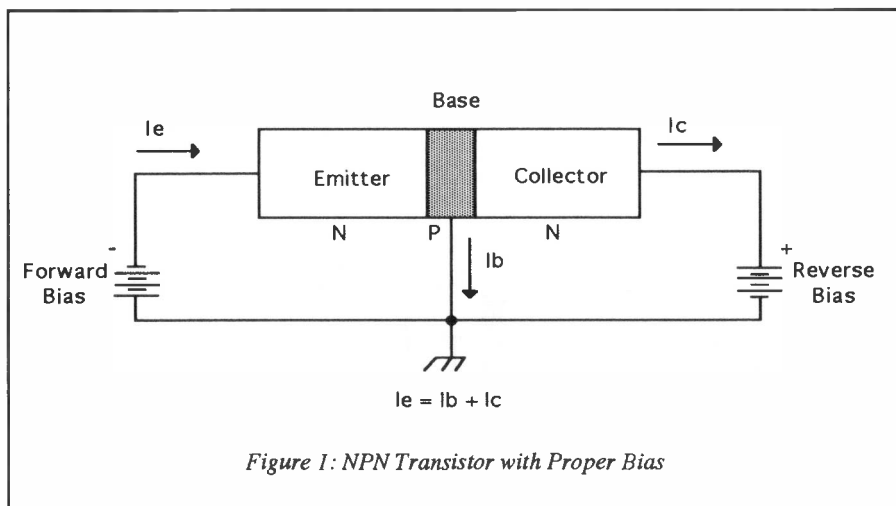 Base
Ie
Ic
Emitter
Collector
N
P
N
Ib
-
+
Forward
Bias
Reverse
Bias
Ie = Ib + Ic
Figure 1: NPN Transistor with Proper Bias